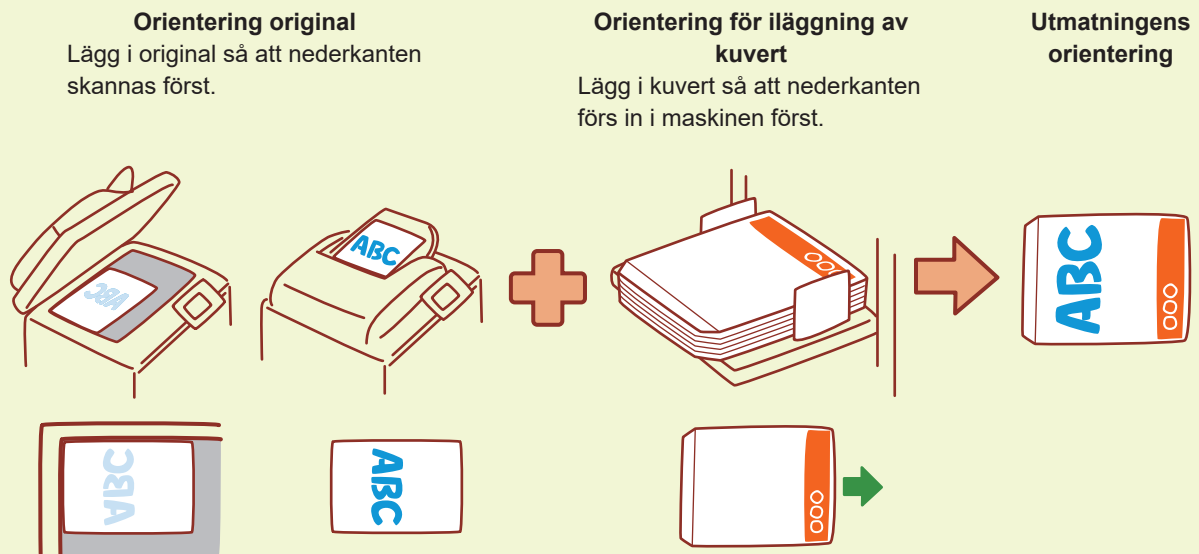 Orientering original
Lägg i original så att nederkanten
skannas först.
Orientering för iläggning av
kuvert
Lägg i kuvert så att nederkanten
förs in i maskinen först.
Utmatningens
orientering
ABC
ABC
ABC
ABC
ABC